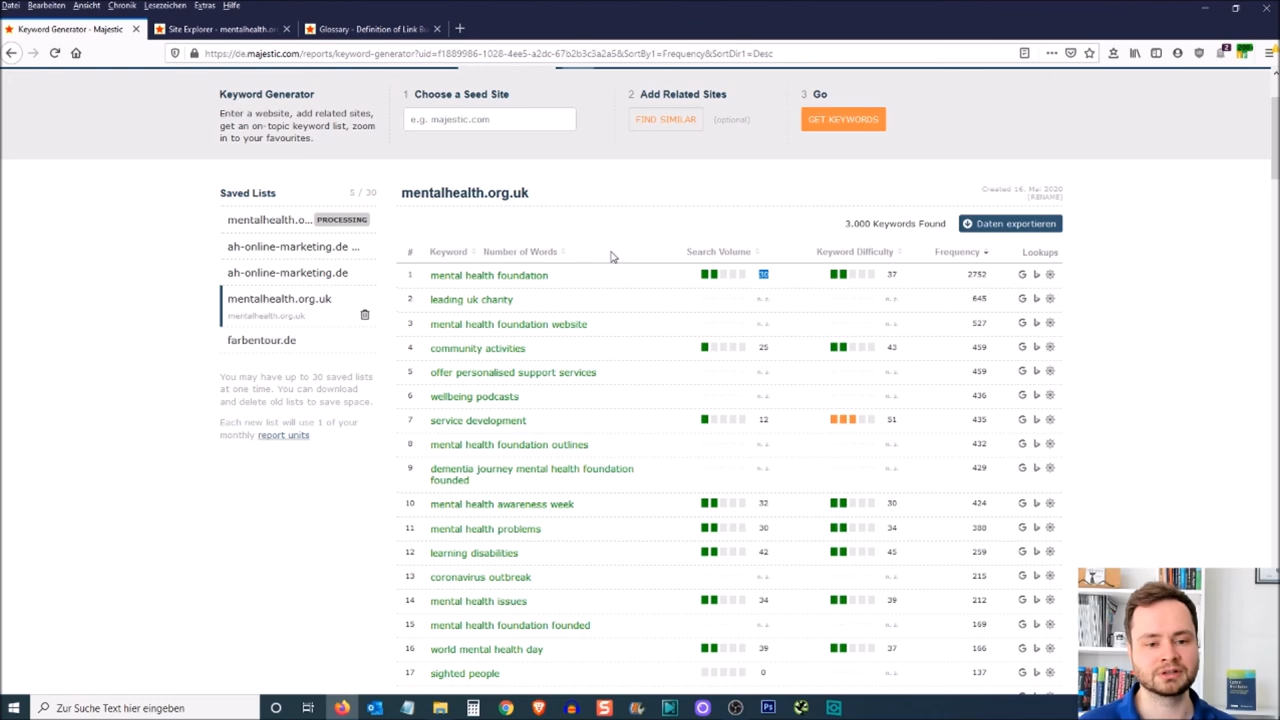 Datei Bearbeiten Ansicht Chronik Lesezeichen Extras Hilfe
Keyword Generator - Majestic
Site Explorer - mentalhealth.or
Glossary - Definition of Link Bu
https://de.majestic.com/reports/keyword-generator?uid=f1889986-1028-4ee5-a2dc-67b2b3c3a2a5&SortBy1=Frequency&SortDir1=Desc
Keyword Generator
Enter a website, add related sites,
get an on-topic keyword list, zoom
in to your favourites.
1 Choose a Seed Site
e.g. majestic.com
2 Add Related Sites
FIND SIMILAR (optional)
3 Go
GET KEYWORDS
Saved Lists 5 / 30
mentalhealth.o... PROCESSING
ah-online-marketing.de ...
ah-online-marketing.de
mentalhealth.org.uk
mentalhealth.org.uk
farbentour.de
You may have up to 30 saved lists
at one time. You can download
and delete old lists to save space.
Each new list will use 1 of your
monthly report units
mentalhealth.org.uk
Created 16. Mai 2020
(RENAME)
3.000 Keywords Found Daten exportieren
# Keyword Number of Words Search Volume Keyword Difficulty Frequency Lookups
1 mental health foundation 30 37 2752
2 leading uk charity n. z. n. z. 645
3 mental health foundation website n. z. n. z. 527
4 community activities 25 43 459
5 offer personalised support services n. z. n. z. 459
6 wellbeing podcasts n. z. n. z. 436
7 service development 12 51 435
8 mental health foundation outlines n. z. n. z. 432
9 dementia journey mental health foundation
founded n. z. n. z. 429
10 mental health awareness week 32 30 424
11 mental health problems 30 34 388
12 learning disabilities 42 45 259
13 coronavirus outbreak n. z. n. z. 215
14 mental health issues 34 39 212
15 mental health foundation founded n. z. n. z. 169
16 world mental health day 39 37 166
17 sighted people 0 n. z. 137
Zur Suche Text hier eingeben